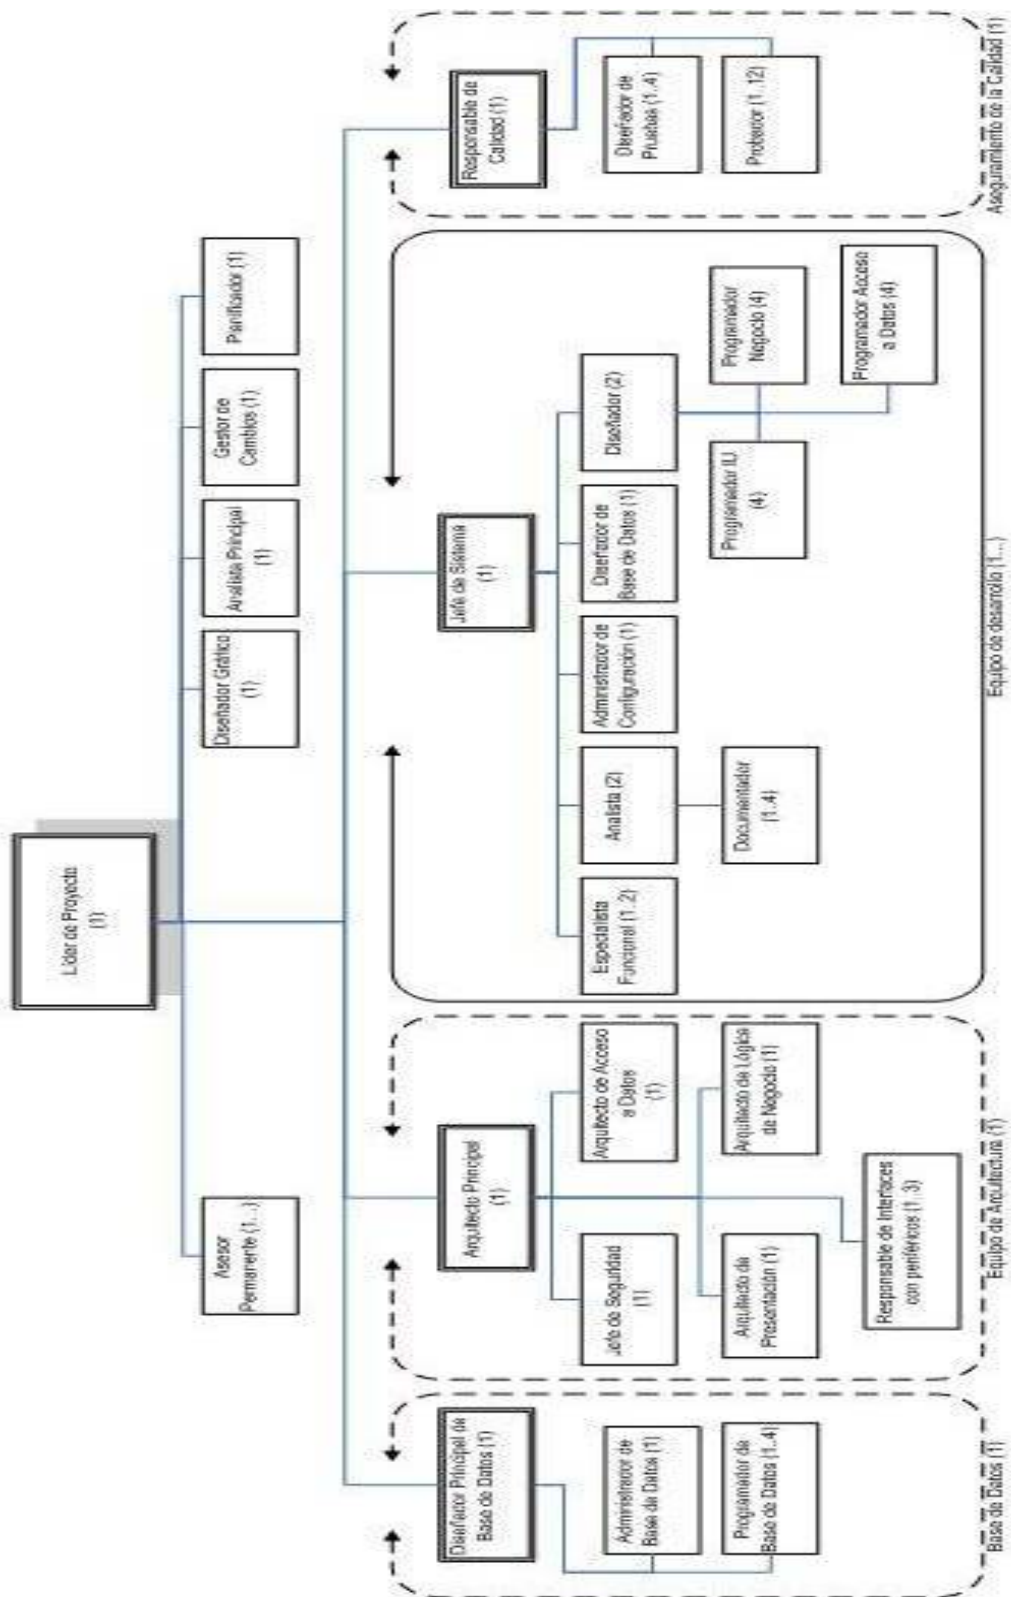 Líder de Proyecto
(1)
Asesor
Permanente (1...)
Diseñador Gráfico
(1)
Analista Principal
(1)
Gestor de
Cambios (1)
Planificador (1)
Diseñador Principal de
Base de Datos (1)
Administrador de
Base de Datos (1)
Programador de
Base de Datos (1..4)
Base de Datos (1)
Arquitecto Principal
(1)
Jefe de Seguridad
(1)
Arquitecto de Acceso
a Datos
(1)
Arquitecto de
Presentación (1)
Arquitecto de Lógica
de Negocio (1)
Responsable de Interfaces
con periféricos (1..3)
Equipo de Arquitectura (1)
Jefe de Sistema
(1)
Especialista
Funcional (1..2)
Analista (2)
Administrador de
Configuración (1)
Diseñador de
Base de Datos (1)
Diseñador (2)
Documentador
(1..4)
Programador IU
(4)
Programador
Negocio (4)
Programador Acceso
a Datos (4)
Equipo de desarrollo (1...)
Responsable de
Calidad (1)
Diseñador de
Pruebas (1..4)
Probador (1..12)
Aseguramiento de la Calidad (1)